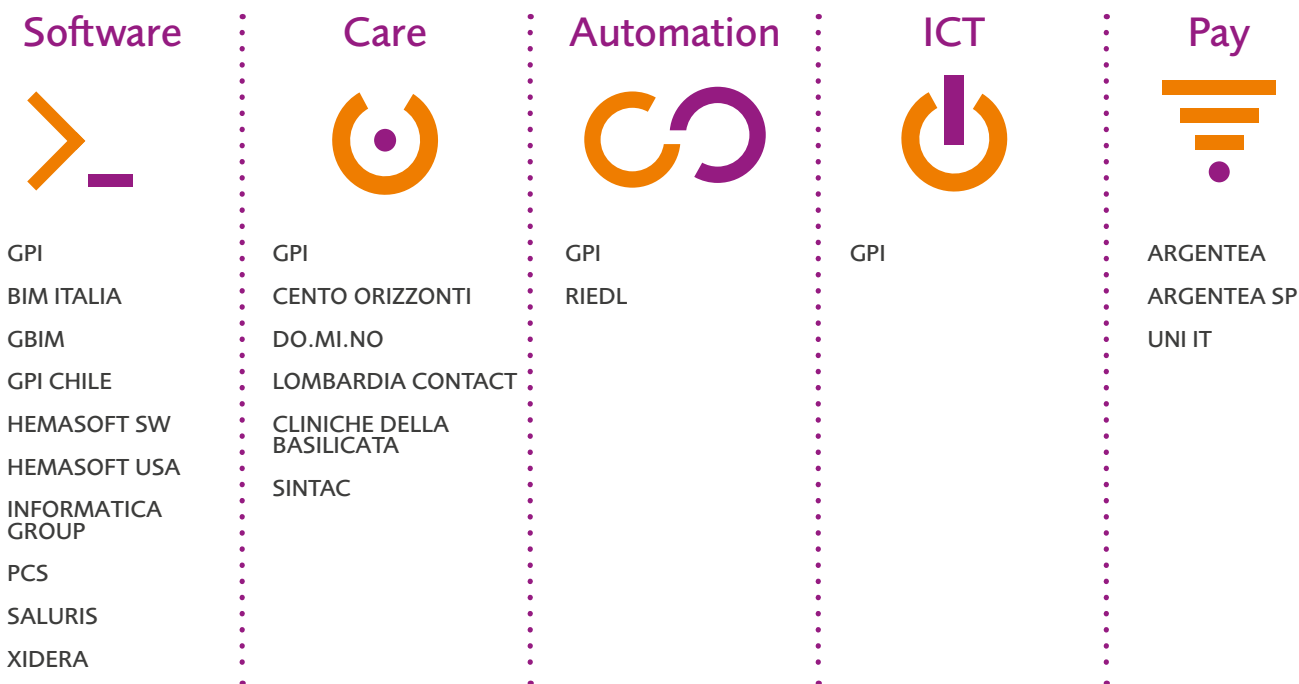 Software
GPI
BIM ITALIA
GBIM
GPI CHILE
HEMASOFT SW
HEMASOFT USA
INFORMATICA
GROUP
PCS
SALURIS
XIDERA
Care
GPI
CENTO ORIZZONTI
DO.MI.NO
LOMBARDIA CONTACT
CLINICHE DELLA
BASILICATA
SINTAC
Automation
GPI
RIEDL
ICT
GPI
Pay
ARGENTEA
ARGENTEA SP
UNI IT